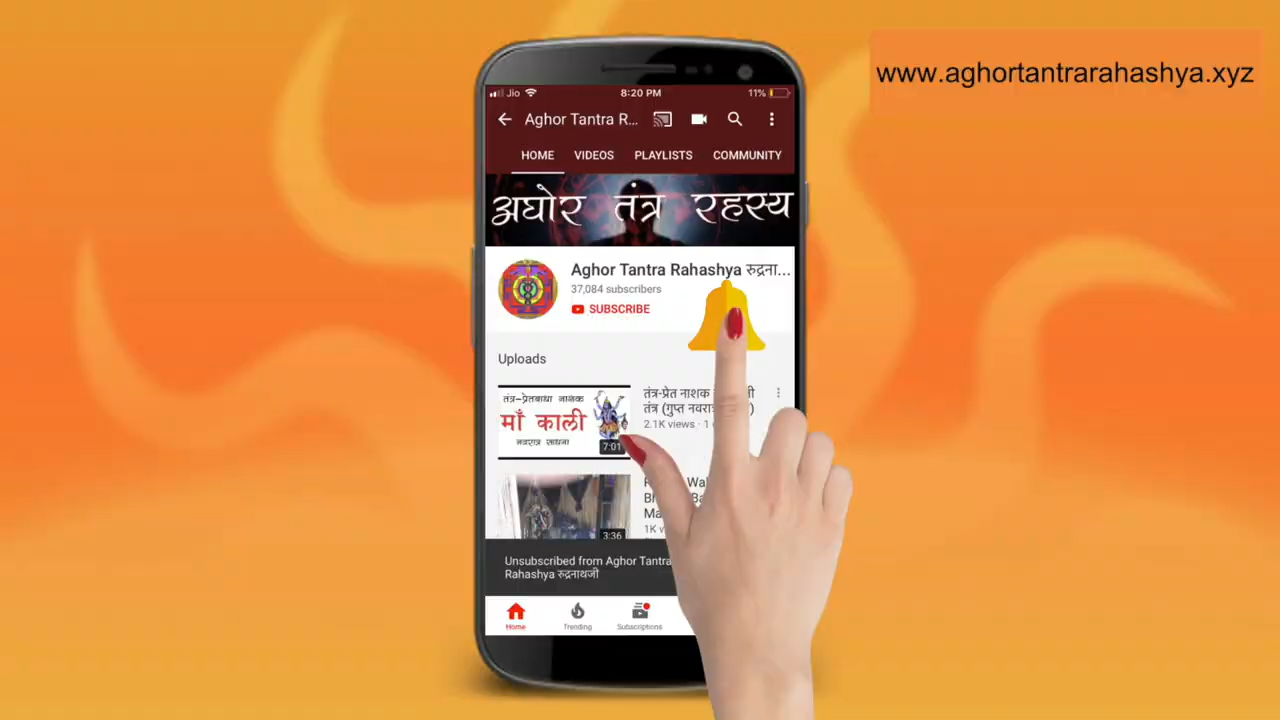 www.aghortantrarahashya.xyz
Jio 8:20 PM 11%
Aghor Tantra R...
HOME VIDEOS PLAYLISTS COMMUNITY
अघोर तंत्र रहस्य
Aghor Tantra Rahashya रुद्रना...
37,084 subscribers
SUBSCRIBE
Uploads
तंत्र-प्रेतबाधा नाशक
माँ काली
नवरात्र साधना
7:01
तंत्र-प्रेत नाशक
तंत्र (गुप्त
2.1K views
3:36
Unsubscribed from Aghor Tantra
Rahashya रुद्रनाथजी
Home Trending Subscriptions